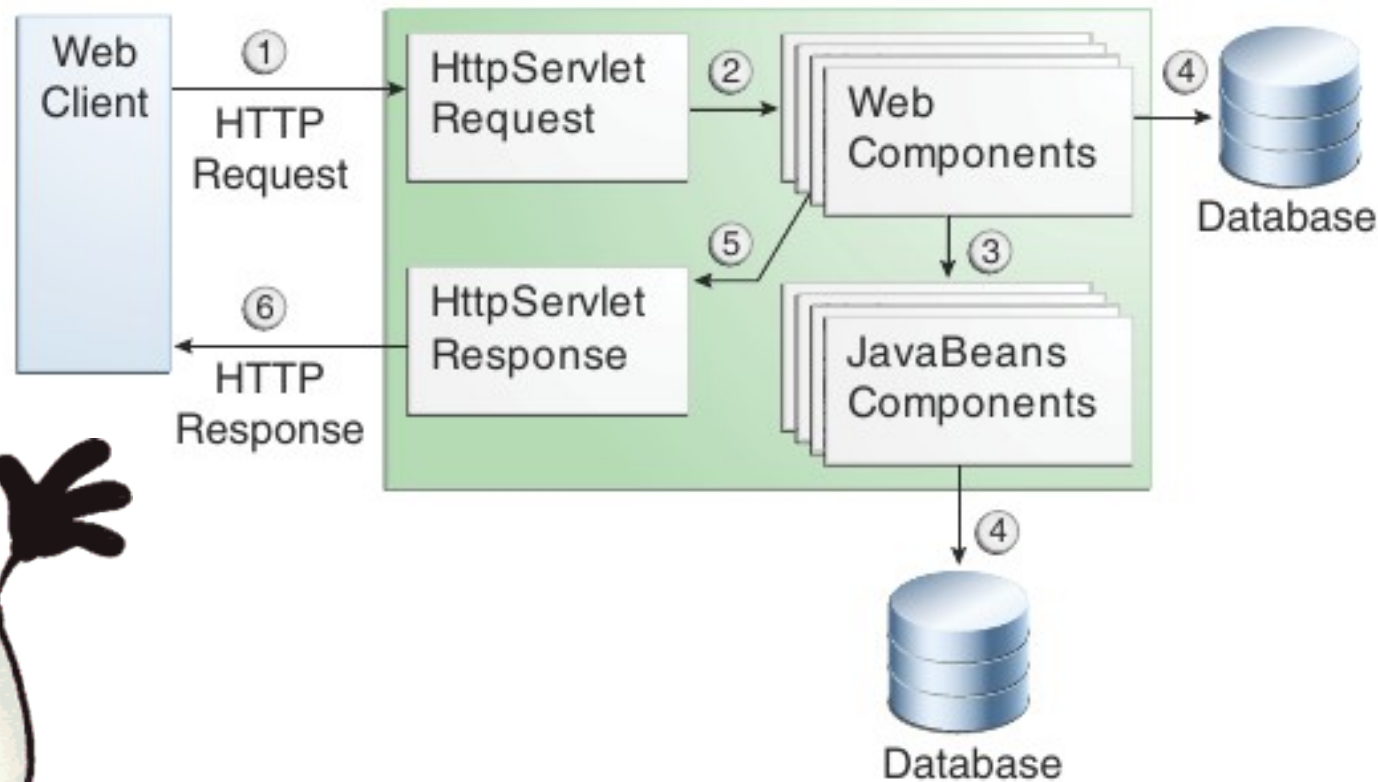 Web
Client
1
HTTP
Request
HttpServlet
Request
2
Web
Components
4
Database
5
3
6
HTTP
Response
HttpServlet
Response
JavaBeans
Components
4
Database